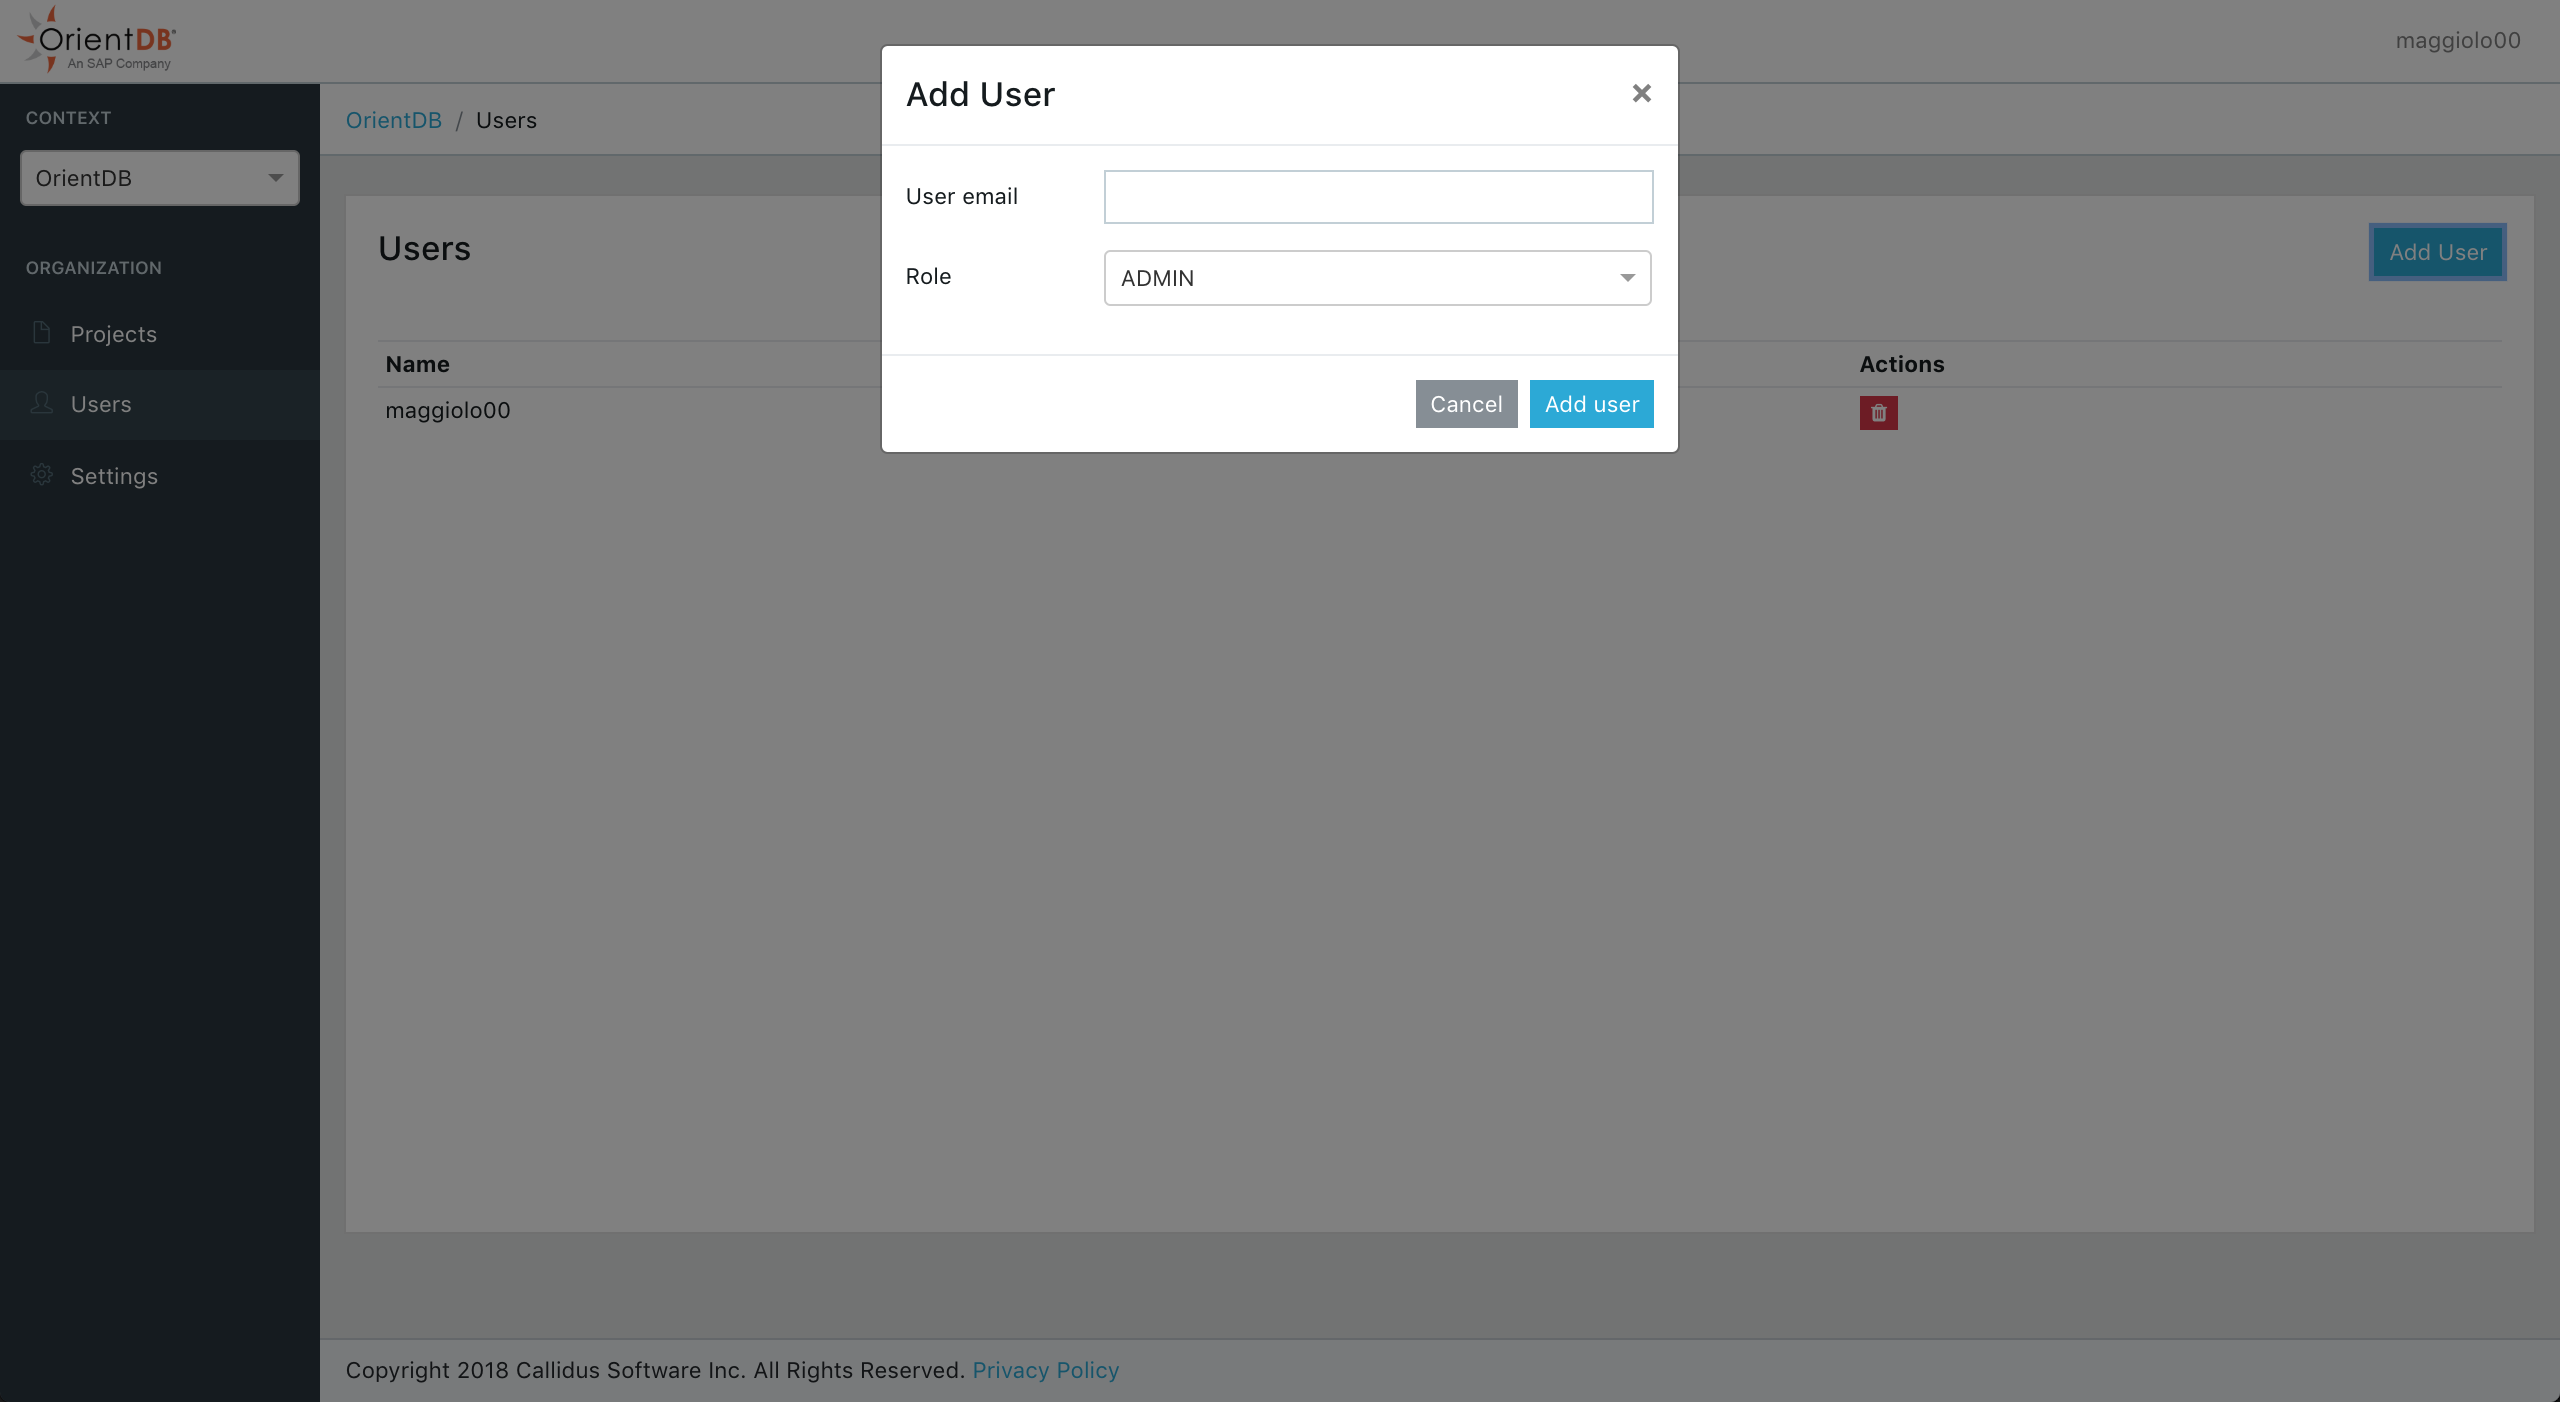 OrientDB®
An SAP Company
maggiolo00
CONTEXT
OrientDB
ORGANIZATION
Projects
Users
Settings
OrientDB / Users
Users
Add User
Name
Actions
maggiolo00
Add User
×
User email
Role
ADMIN
Cancel
Add user
Copyright 2018 Callidus Software Inc. All Rights Reserved. Privacy Policy